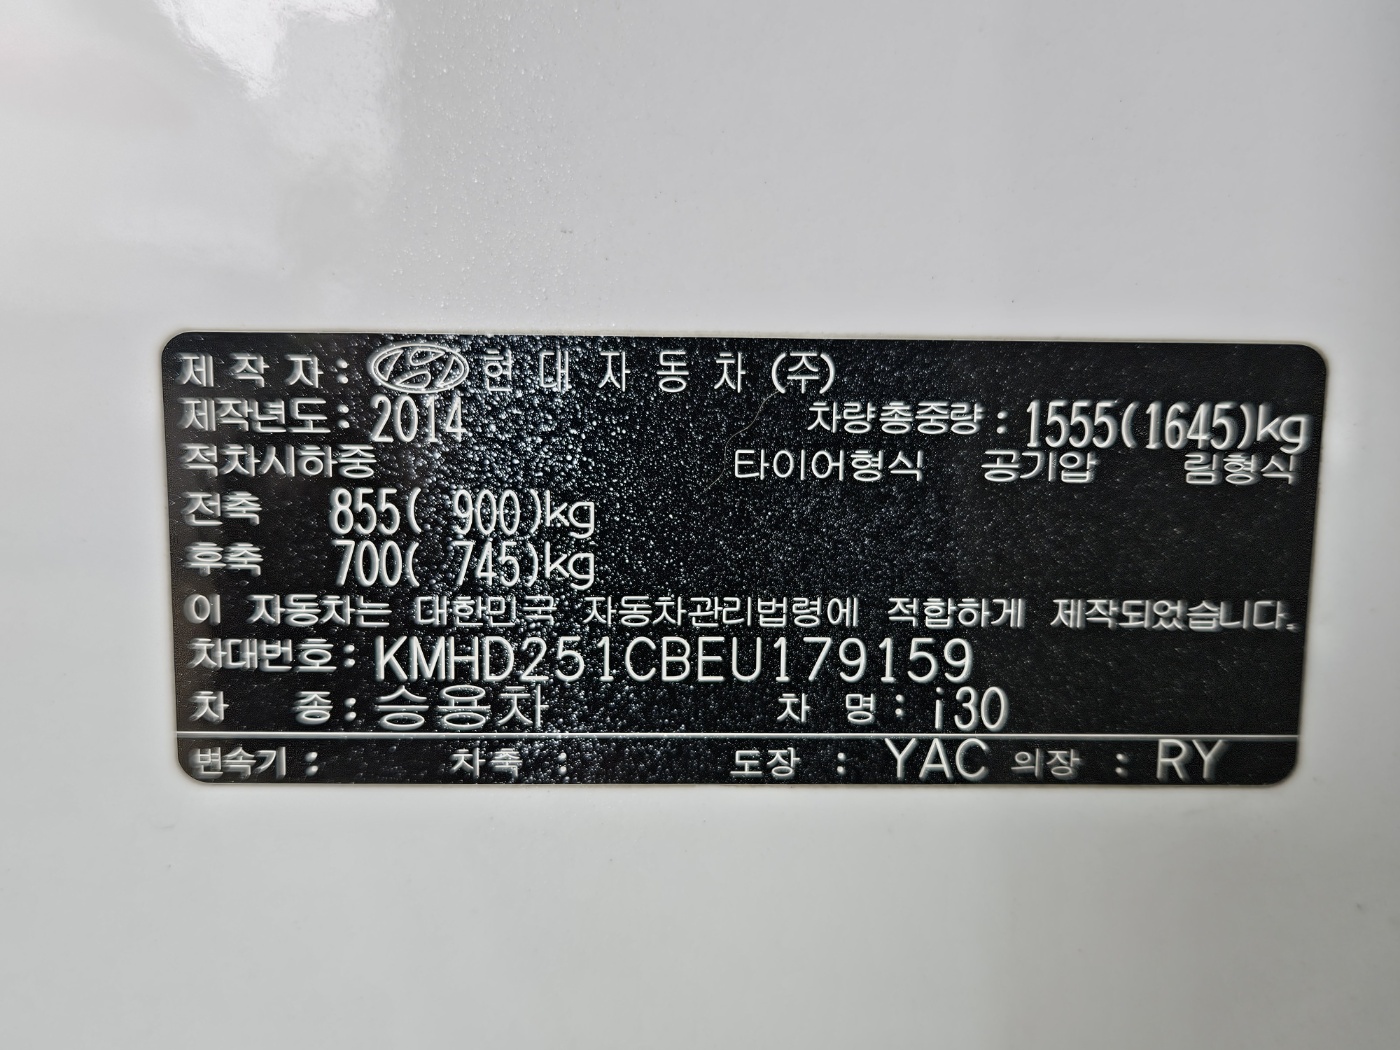 제 작 자 : 현 대 자 동 차 (주)
제작년도 : 2014 차량총중량 : 1555(1645)kg
적차시하중 타이어형식 공기압 림형식
전축 855( 900)kg
후축 700( 745)kg
이 자동차는 대한민국 자동차관리법령에 적합하게 제작되었습니다.
차대번호 : KMHD251CBEU179159
차 종 : 승용차 차 명 : i30
변속기 : 차축 : 도장 : YAC 의장 : RY